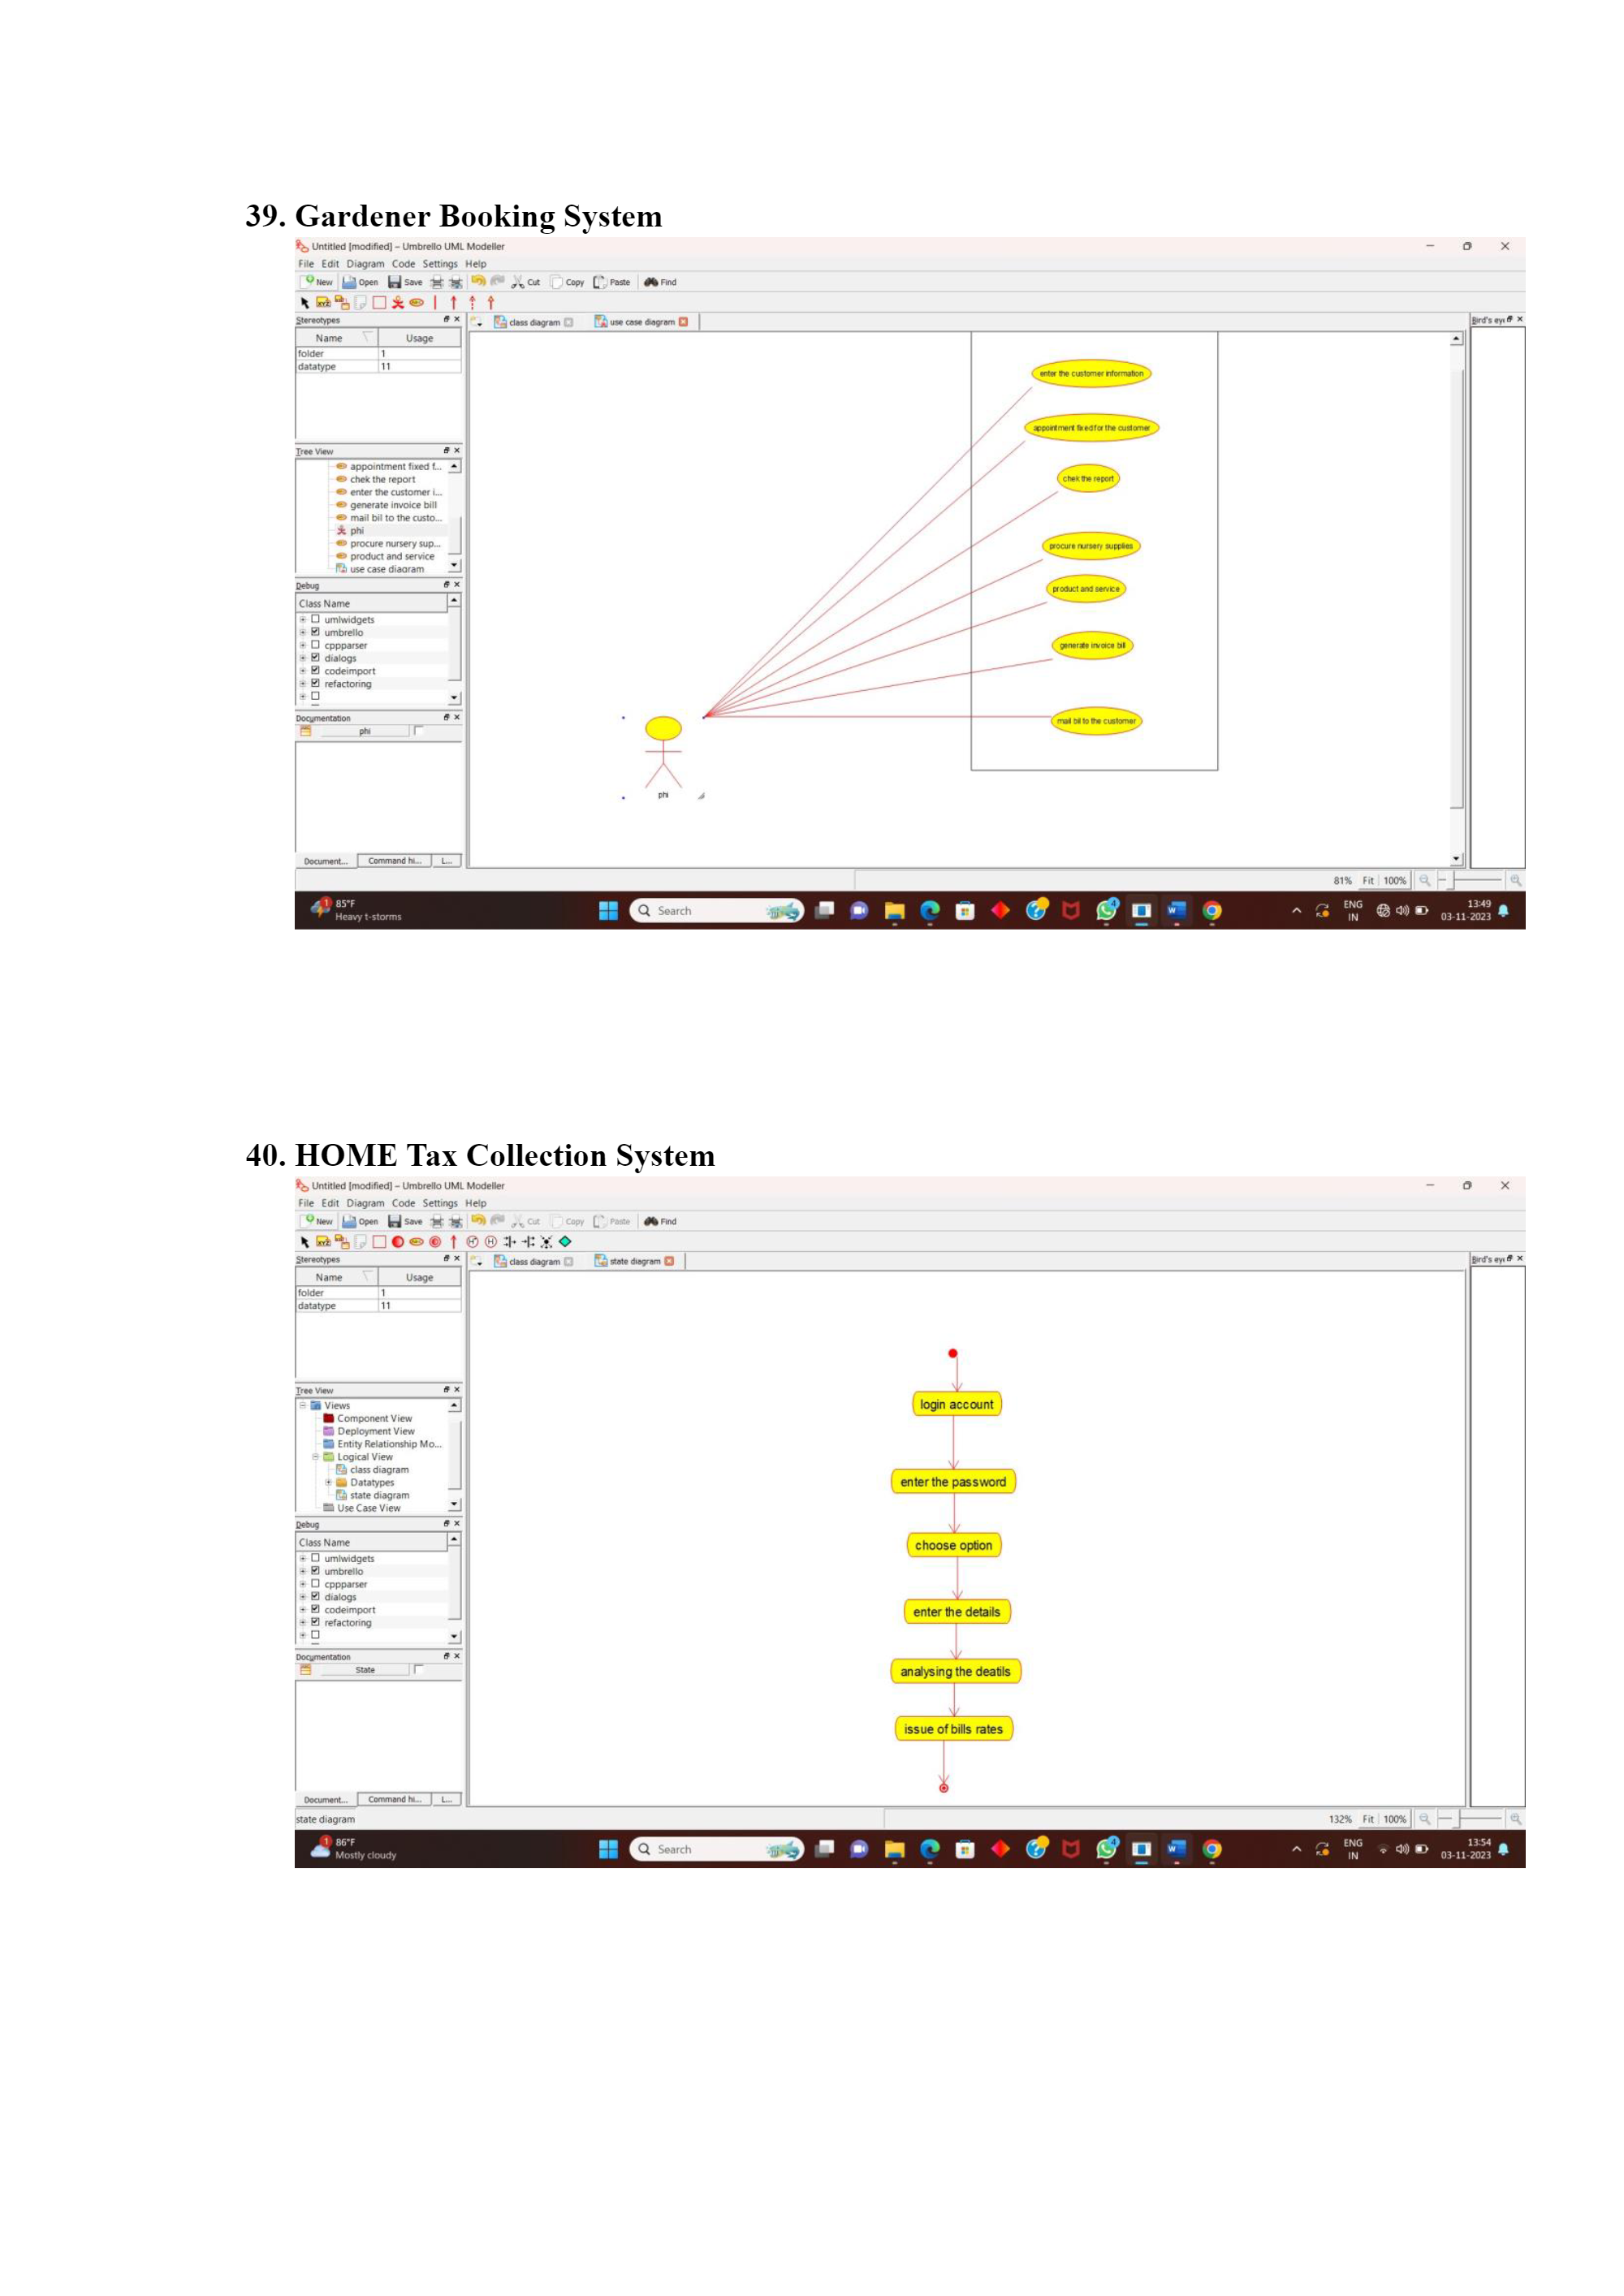 39. Gardener Booking System
Untitled [modified] – Umbrello UML Modeller
File Edit Diagram Code Settings Help
New Open Save Cut Copy Paste Find
Stereotypes
class diagram use case diagram
Bird's eye
Name Usage
folder 1
datatype 11
enter the customer information
appointment fixed for the customer
chek the report
procure nursery supplies
product and service
generate invoice bill
mail bil to the customer
phi
Tree View
appointment fixed f...
chek the report
enter the customer i...
generate invoice bill
mail bil to the custo...
phi
procure nursery sup...
product and service
use case diagram
Debug
Class Name
umlwidgets
umbrello
cppparser
dialogs
codeimport
refactoring
Documentation
phi
Document... Command hi... L...
81% Fit 100%
1 85°F
Heavy t-storms
Search
4
ENG
IN
13:49
03-11-2023
40. HOME Tax Collection System
Untitled [modified] – Umbrello UML Modeller
File Edit Diagram Code Settings Help
New Open Save Cut Copy Paste Find
Stereotypes
class diagram state diagram
Bird's eye
Name Usage
folder 1
datatype 11
login account
enter the password
choose option
enter the details
analysing the deatils
issue of bills rates
Tree View
Views
Component View
Deployment View
Entity Relationship Mo...
Logical View
class diagram
Datatypes
state diagram
Use Case View
Debug
Class Name
umlwidgets
umbrello
cppparser
dialogs
codeimport
refactoring
Documentation
State
Document... Command hi... L...
state diagram
132% Fit 100%
1 86°F
Mostly cloudy
Search
4
ENG
IN
13:54
03-11-2023